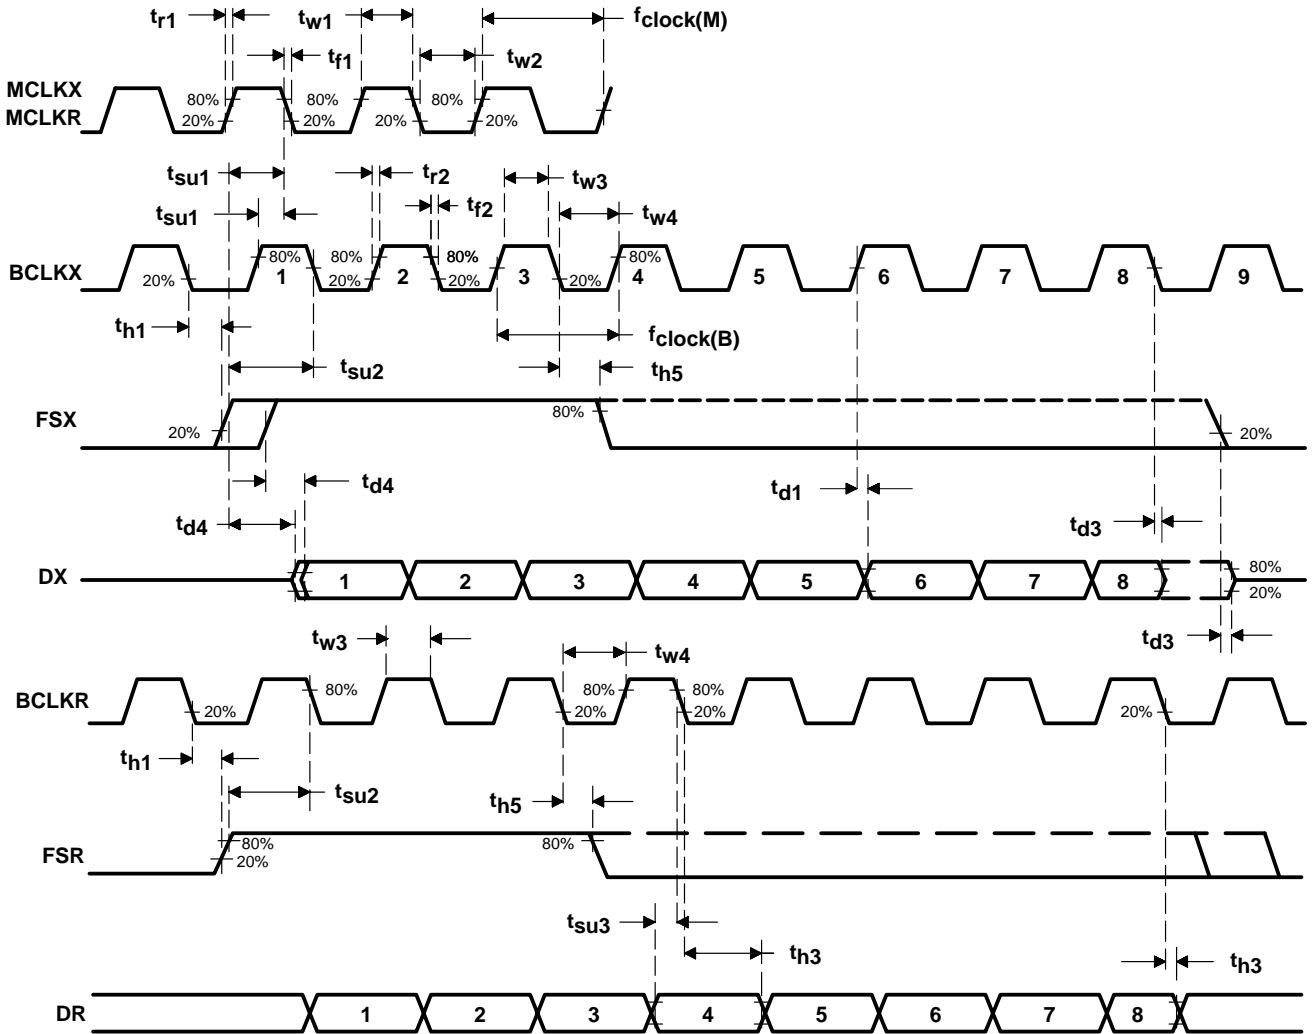 tr1 tw1 fclock(M)
tf1 tw2
MCLKX 80% 80% 80%
MCLKR 20% 20% 20% 20% 20%
tsu1 tr2 tw3
tsu1 tf2 tw4
80% 80% 80% 80%
BCLKX 20% 1 20% 2 20% 3 20% 4 5 6 7 8 9
th1 fclock(B)
tsu2 th5
FSX 20% 80% 20%
td4 td1
td4 td3
DX 1 2 3 4 5 6 7 8 80%
20%
tw3 tw4 td3
BCLKR 80% 80% 80%
20% 20% 20% 20%
th1
tsu2 th5
FSR 80% 80%
20%
tsu3
th3 th3
DR 1 2 3 4 5 6 7 8